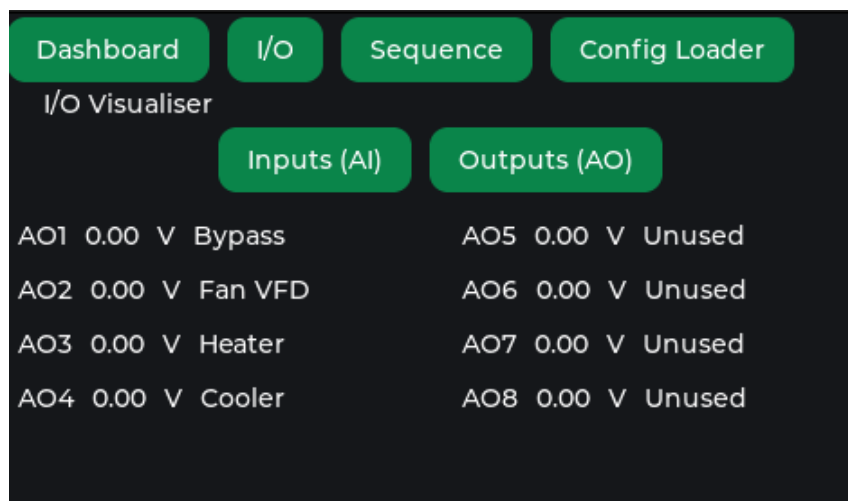 Dashboard I/O Sequence Config Loader
I/O Visualiser
Inputs (AI) Outputs (AO)
AO1 0.00 V Bypass AO5 0.00 V Unused
AO2 0.00 V Fan VFD AO6 0.00 V Unused
AO3 0.00 V Heater AO7 0.00 V Unused
AO4 0.00 V Cooler AO8 0.00 V Unused